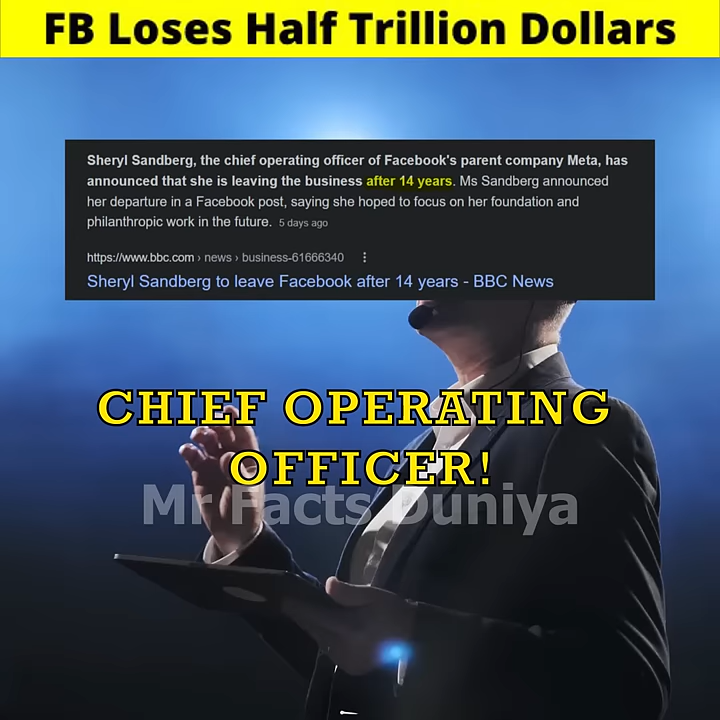 FB Loses Half Trillion Dollars
Sheryl Sandberg, the chief operating officer of Facebook's parent company Meta, has
announced that she is leaving the business after 14 years. Ms Sandberg announced
her departure in a Facebook post, saying she hoped to focus on her foundation and
philanthropic work in the future. 5 days ago
https://www.bbc.com › news › business-61666340
Sheryl Sandberg to leave Facebook after 14 years - BBC News
CHIEF OPERATING
OFFICER!
Mr Facts Duniya